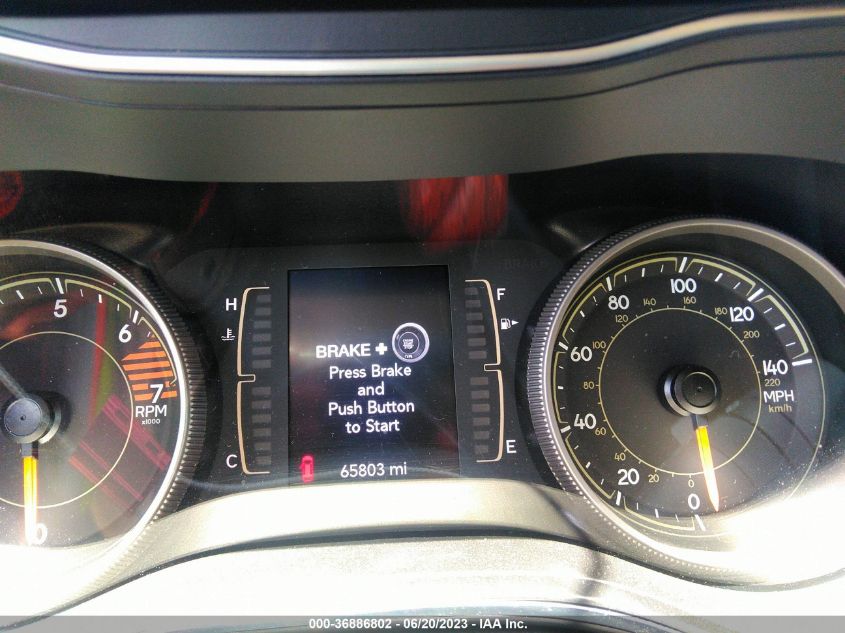 5
6
7
RPM
x1000
0
H
C
BRAKE +
Press Brake
and
Push Button
to Start
65803 mi
F
E
BRAKE
0
20
40
60
80
100
120
140
MPH
km/h
0
20
40
60
80
100
120
140
160
180
200
220
000-36886802 / 06/20/2023 - IAA Inc.